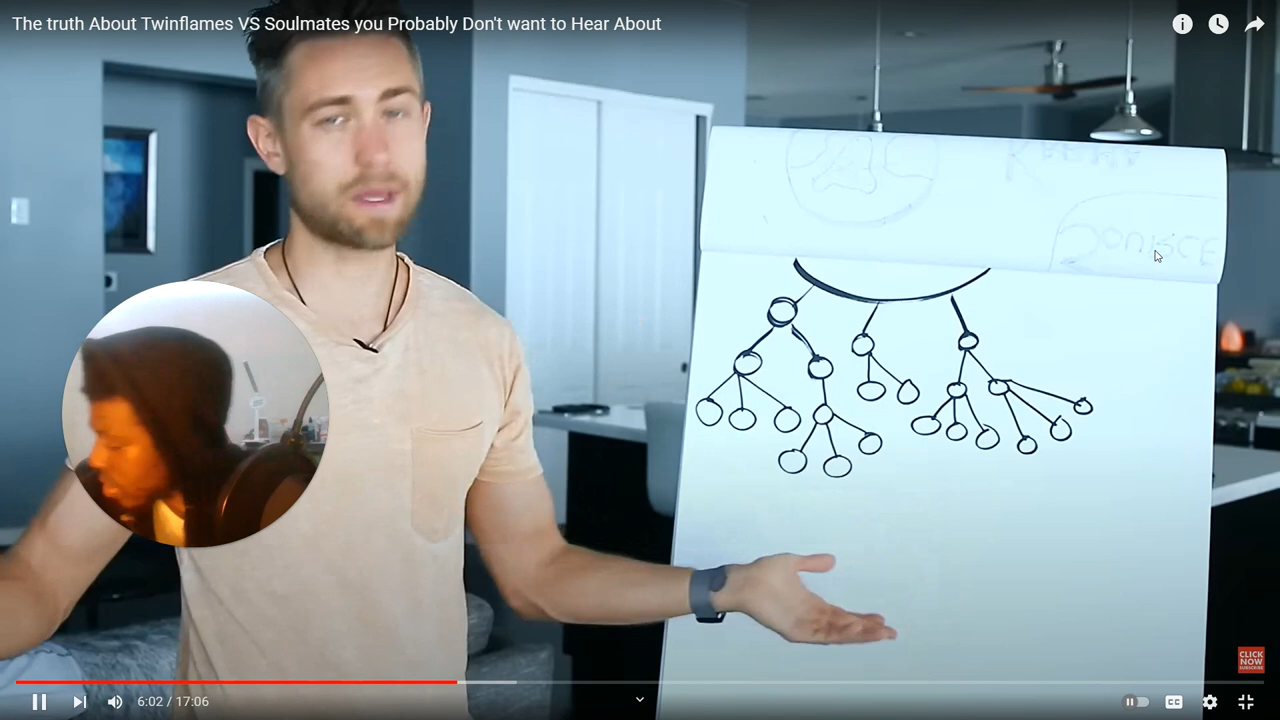 The truth About Twinflames VS Soulmates you Probably Don't want to Hear About
CLICK
NOW
SUBSCRIBE
6:02 / 17:06
CC